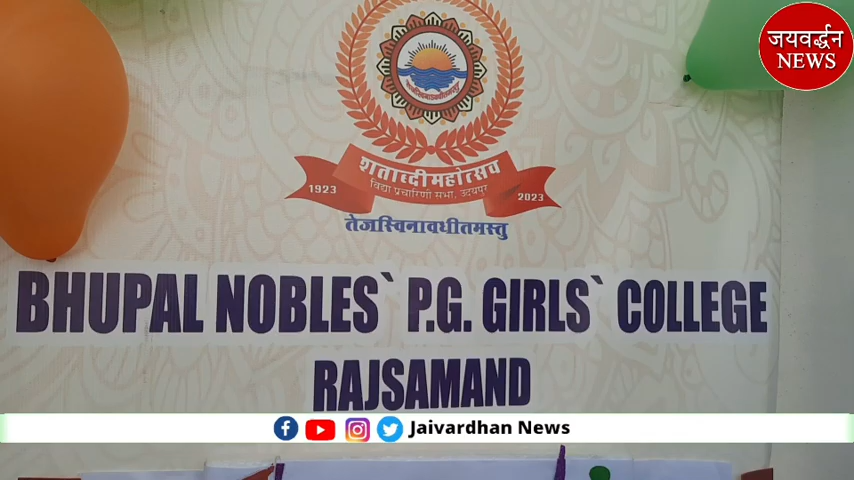 जयवर्द्धन
NEWS
शताब्दीमहोत्सव
1923
विद्या प्रचारिणी सभा, उदयपुर
2023
तेजस्विनावधीतमस्तु
BHUPAL NOBLES` P.G. GIRLS` COLLEGE
RAJSAMAND
Jaivardhan News